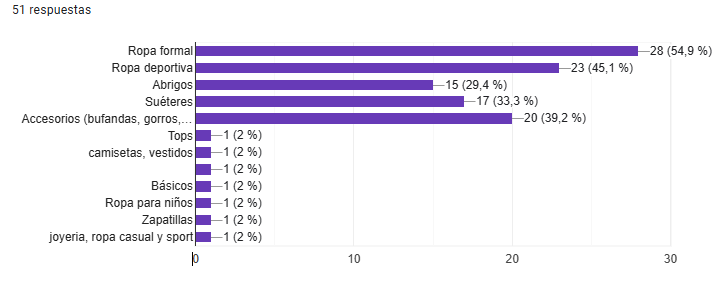 51 respuestas
Ropa formal 28 (54,9 %)
Ropa deportiva 23 (45,1 %)
Abrigos 15 (29,4 %)
Suéteres 17 (33,3 %)
Accesorios (bufandas, gorros,… 20 (39,2 %)
Tops 1 (2 %)
camisetas, vestidos 1 (2 %)
1 (2 %)
Básicos 1 (2 %)
Ropa para niños 1 (2 %)
Zapatillas 1 (2 %)
joyeria, ropa casual y sport 1 (2 %)
0 10 20 30